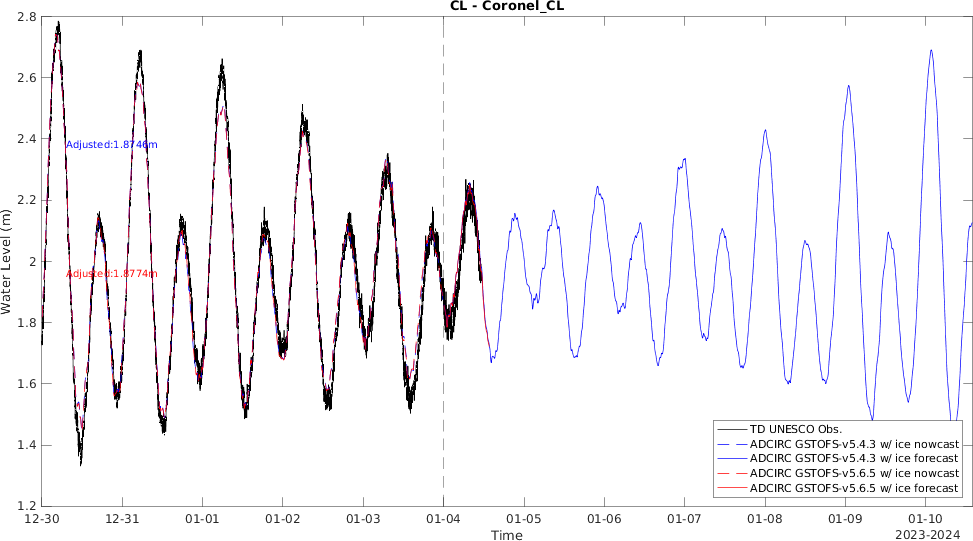 CL - Coronel_CL
2.8
2.6
2.4
2.2
2
1.8
1.6
1.4
1.2
Water Level (m)
Adjusted:1.8746m
Adjusted:1.8774m
TD UNESCO Obs.
ADCIRC GSTOFS-v5.4.3 w/ ice nowcast
ADCIRC GSTOFS-v5.4.3 w/ ice forecast
ADCIRC GSTOFS-v5.6.5 w/ ice nowcast
ADCIRC GSTOFS-v5.6.5 w/ ice forecast
12-30 12-31 01-01 01-02 01-03 01-04 01-05 01-06 01-07 01-08 01-09 01-10
Time
2023-2024